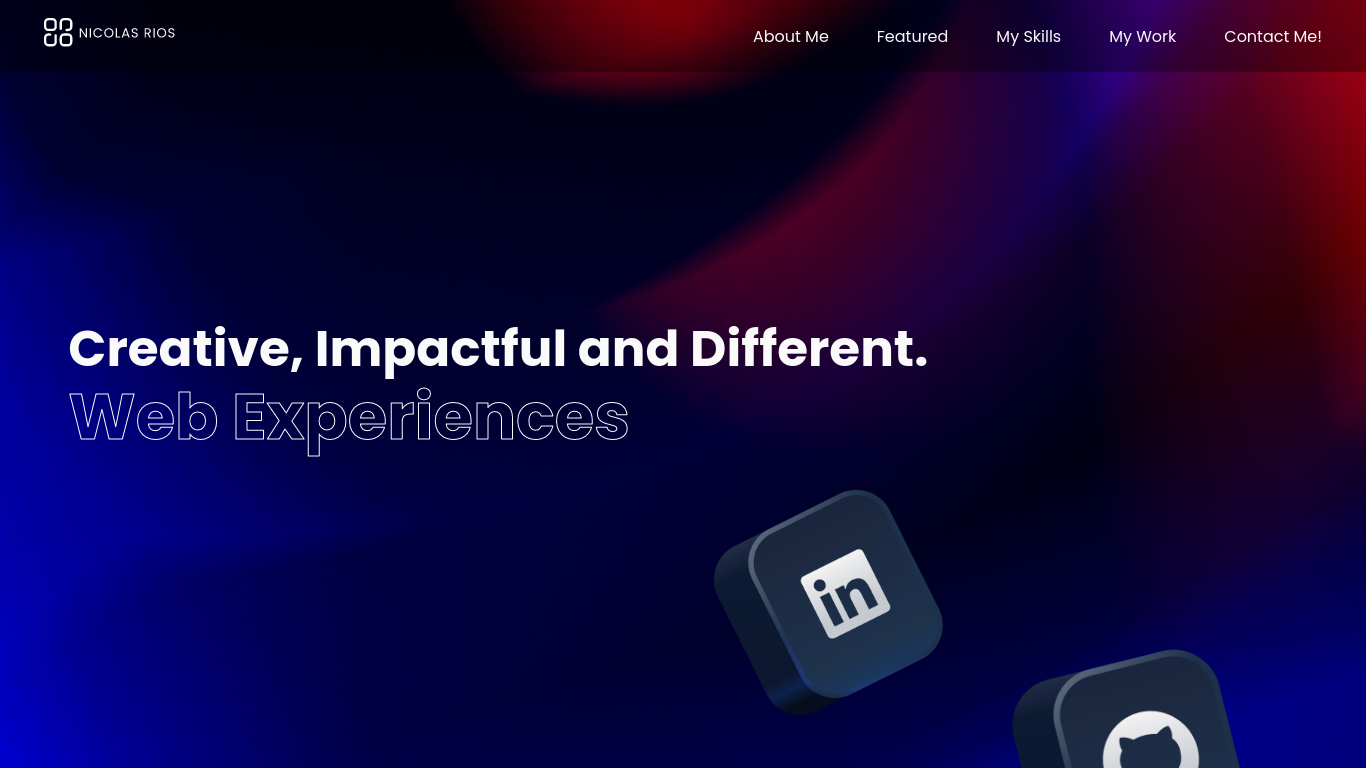 NICOLAS RIOS
About Me
Featured
My Skills
My Work
Contact Me!
Creative, Impactful and Different.
Web Experiences
in